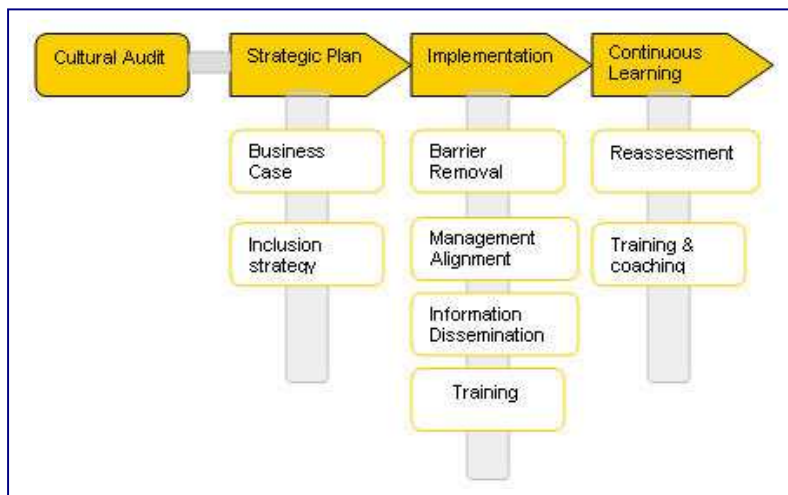 Cultural Audit
Strategic Plan
Implementation
Continuous
Learning
Business
Case
Inclusion
strategy
Barrier
Removal
Management
Alignment
Information
Dissemination
Training
Reassessment
Training &
coaching